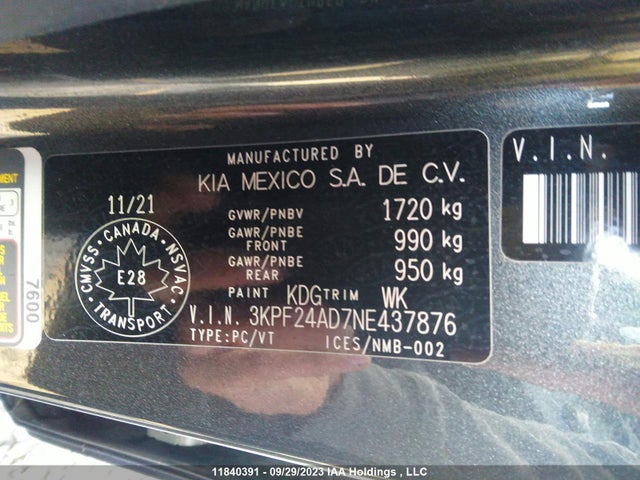 MANUFACTURED BY
KIA MEXICO S.A. DE C.V.
11/21
GVWR/PNBV 1720 kg
GAWR/PNBE FRONT 990 kg
GAWR/PNBE REAR 950 kg
PAINT KDG TRIM WK
V.I.N. 3KPF24AD7NE437876
TYPE:PC/VT ICES/NMB-002
CANADA
CMVSS NSVAC
E28
TRANSPORT
7600
V.I.N.
11840391 - 09/29/2023 IAA Holdings , LLC